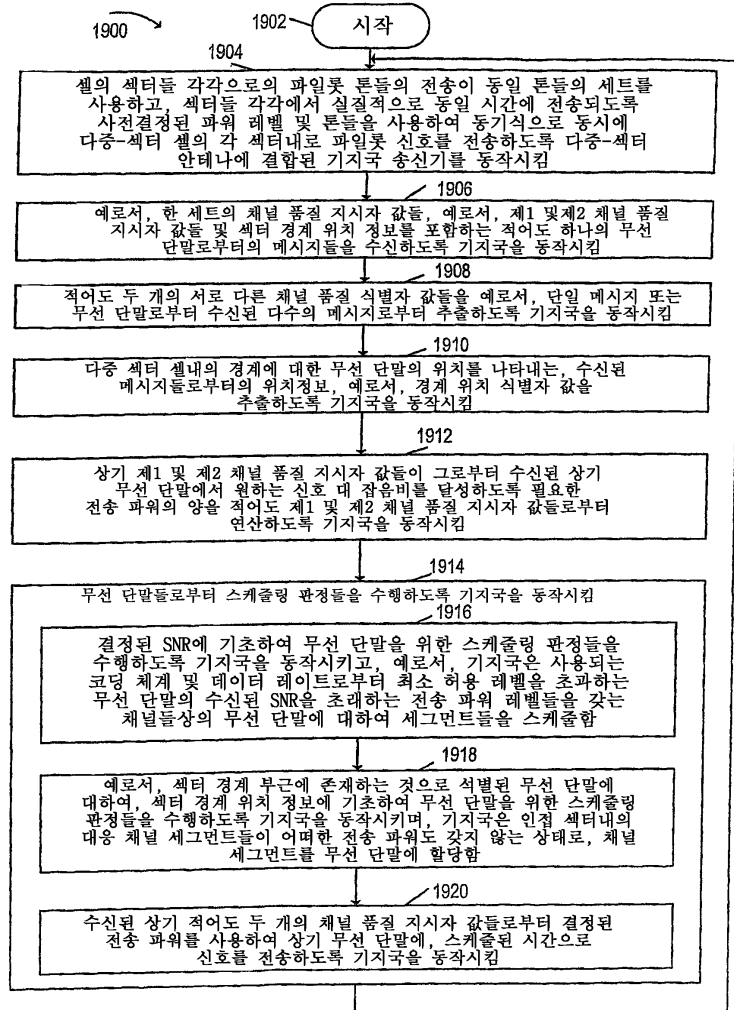 1900
1902
시작
1904
셀의 섹터들 각각으로의 파일롯 톤들의 전송이 동일 톤들의 세트를
사용하고, 섹터들 각각에서 실질적으로 동일 시간에 전송되도록
사전결정된 파워 레벨 및 톤들을 사용하여 동기식으로 동시에
다중-섹터 셀의 각 섹터내로 파일롯 신호를 전송하도록 다중-섹터
안테나에 결합된 기지국 송신기를 동작시킴
1906
예로서, 한 세트의 채널 품질 지시자 값들, 예로서, 제1 및제2 채널 품질
지시자 값들 및 섹터 경계 위치 정보를 포함하는 적어도 하나의 무선
단말로부터의 메시지들을 수신하도록 기지국을 동작시킴
1908
적어도 두 개의 서로 다른 채널 품질 식별자 값들을 예로서, 단일 메시지 또는
무선 단말로부터 수신된 다수의 메시지로부터 추출하도록 기지국을 동작시킴
1910
다중 섹터 셀내의 경계에 대한 무선 단말의 위치를 나타내는, 수신된
메시지들로부터의 위치정보, 예로서, 경계 위치 식별자 값을
추출하도록 기지국을 동작시킴
1912
상기 제1 및 제2 채널 품질 지시자 값들이 그로부터 수신된 상기
무선 단말에서 원하는 신호 대 잡음비를 달성하도록 필요한
전송 파워의 양을 적어도 제1 및 제2 채널 품질 지시자 값들로부터
연산하도록 기지국을 동작시킴
1914
무선 단말들로부터 스케줄링 판정들을 수행하도록 기지국을 동작시킴
1916
결정된 SNR에 기초하여 무선 단말을 위한 스케줄링 판정들을
수행하도록 기지국을 동작시키고, 예로서, 기지국은 사용되는
코딩 체계 및 데이터 레이트로부터 최소 허용 레벨을 초과하는
무선 단말의 수신된 SNR을 초래하는 전송 파워 레벨들을 갖는
채널들상의 무선 단말에 대하여 세그먼트들을 스케줄함
1918
예로서, 섹터 경계 부근에 존재하는 것으로 석별된 무선 단말에
대하여, 섹터 경계 위치 정보에 기초하여 무선 단말을 위한 스케줄링
판정들을 수행하도록 기지국을 동작시키며, 기지국은 인접 섹터내의
대응 채널 세그먼트들이 어떠한 전송 파워도 갖지 않는 상태로, 채널
세그먼트를 무선 단말에 할당함
1920
수신된 상기 적어도 두 개의 채널 품질 지시자 값들로부터 결정된
전송 파워를 사용하여 상기 무선 단말에, 스케줄된 시간으로
신호를 전송하도록 기지국을 동작시킴